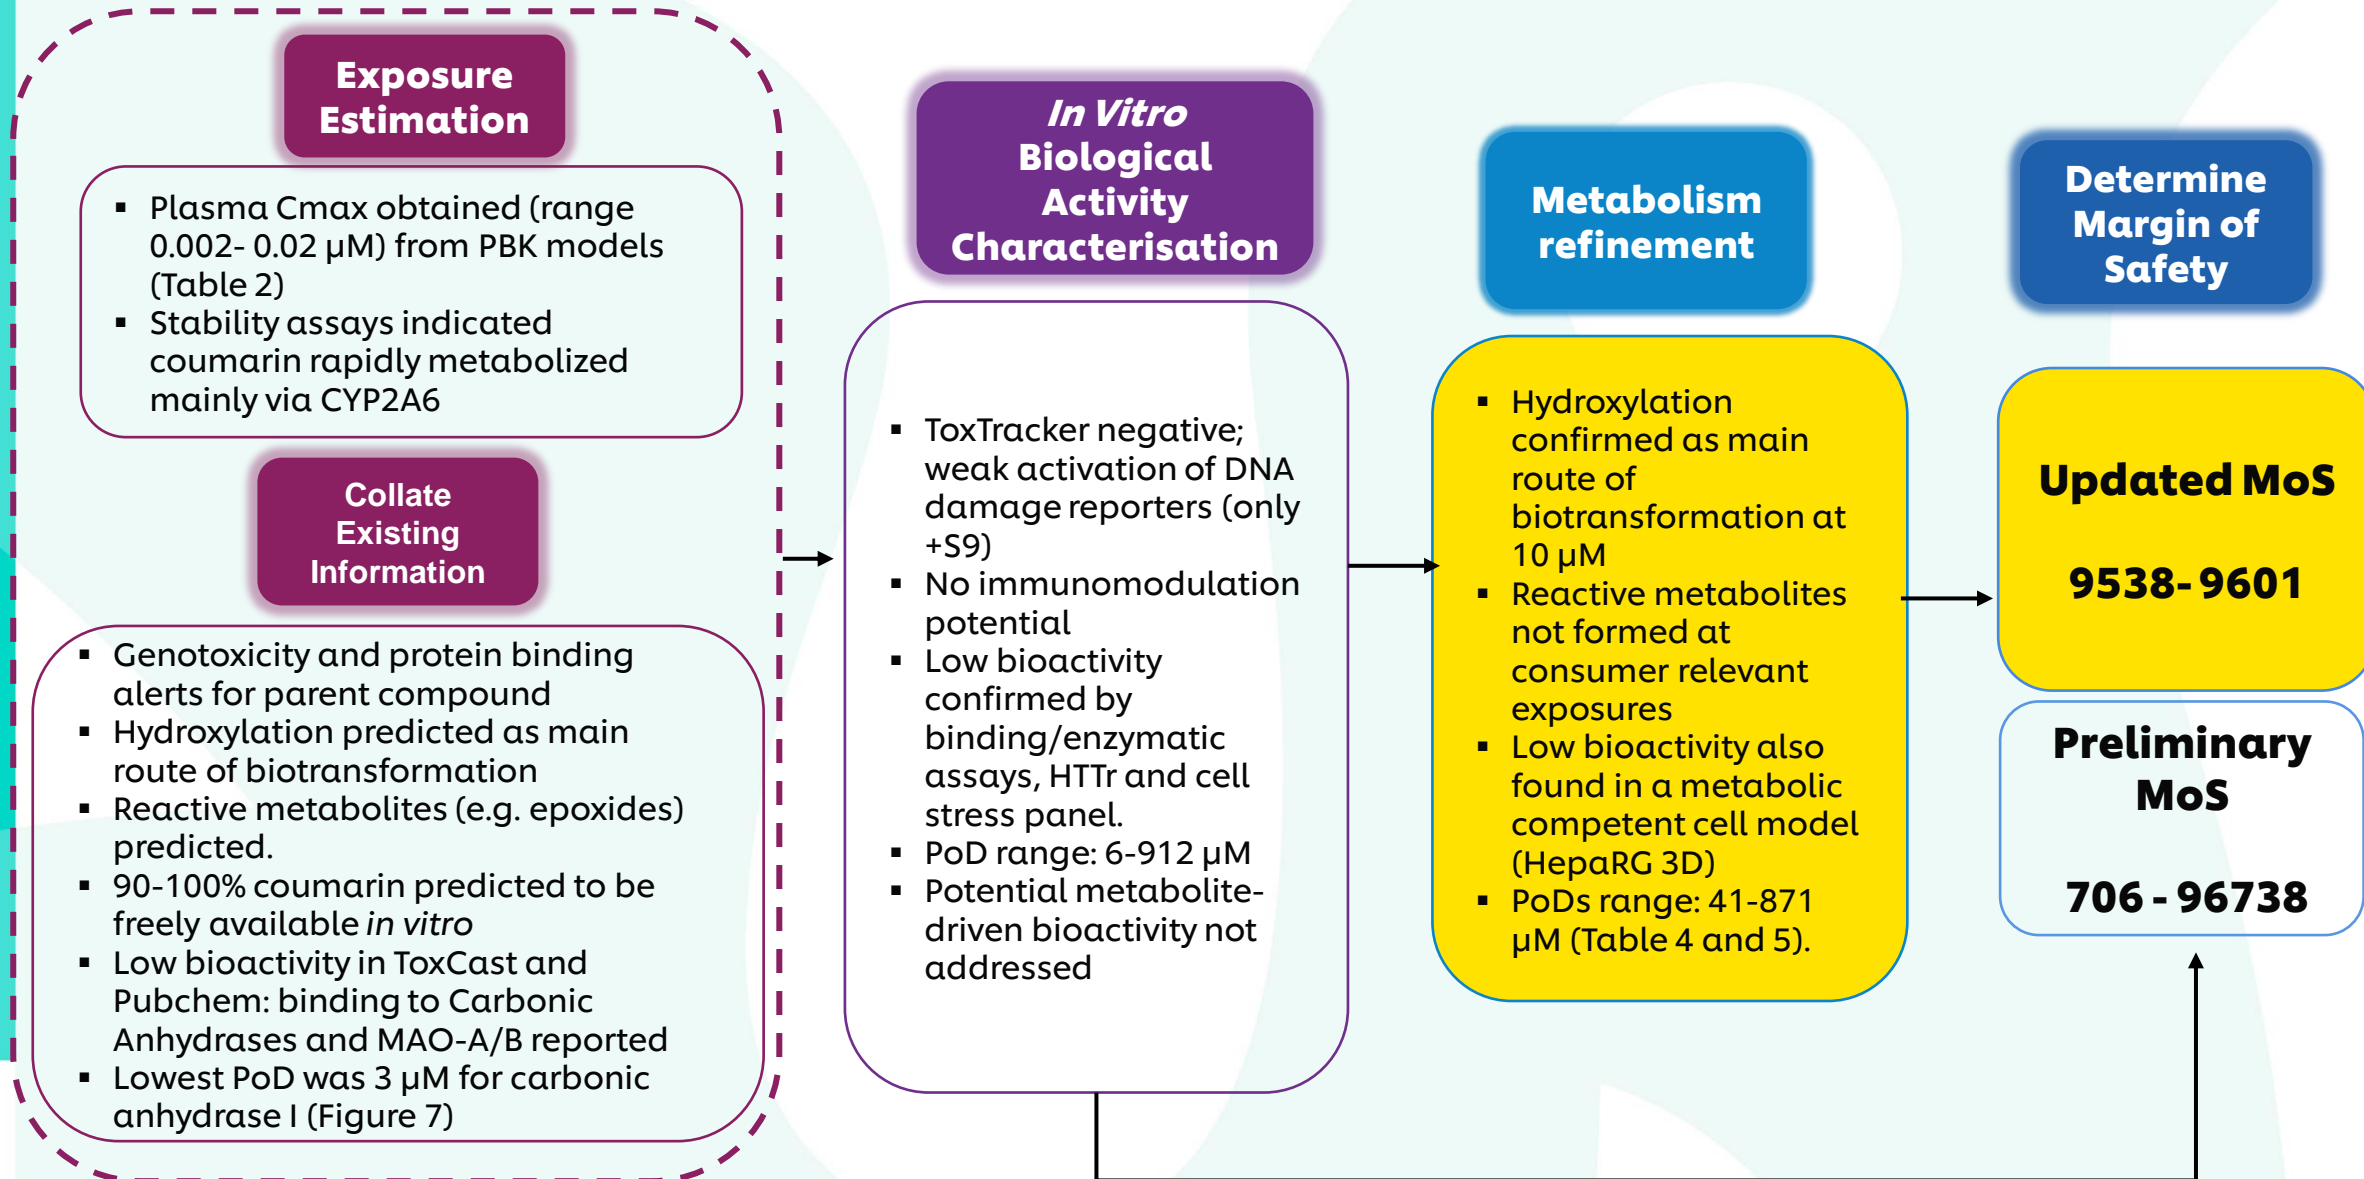 Exposure
Estimation
▪ Plasma Cmax obtained (range
0.002- 0.02 µM) from PBK models
(Table 2)
▪ Stability assays indicated
coumarin rapidly metabolized
mainly via CYP2A6
Collate
Existing
Information
▪ Genotoxicity and protein binding
alerts for parent compound
▪ Hydroxylation predicted as main
route of biotransformation
▪ Reactive metabolites (e.g. epoxides)
predicted.
▪ 90-100% coumarin predicted to be
freely available in vitro
▪ Low bioactivity in ToxCast and
Pubchem: binding to Carbonic
Anhydrases and MAO-A/B reported
▪ Lowest PoD was 3 µM for carbonic
anhydrase I (Figure 7)
In Vitro
Biological
Activity
Characterisation
▪ ToxTracker negative;
weak activation of DNA
damage reporters (only
+S9)
▪ No immunomodulation
potential
▪ Low bioactivity
confirmed by
binding/enzymatic
assays, HTTr and cell
stress panel.
▪ PoD range: 6-912 µM
▪ Potential metabolite-
driven bioactivity not
addressed
Metabolism
refinement
▪ Hydroxylation
confirmed as main
route of
biotransformation at
10 µM
▪ Reactive metabolites
not formed at
consumer relevant
exposures
▪ Low bioactivity also
found in a metabolic
competent cell model
(HepaRG 3D)
▪ PoDs range: 41-871
µM (Table 4 and 5).
Determine
Margin of
Safety
Updated MoS
9538- 9601
Preliminary
MoS
706 - 96738